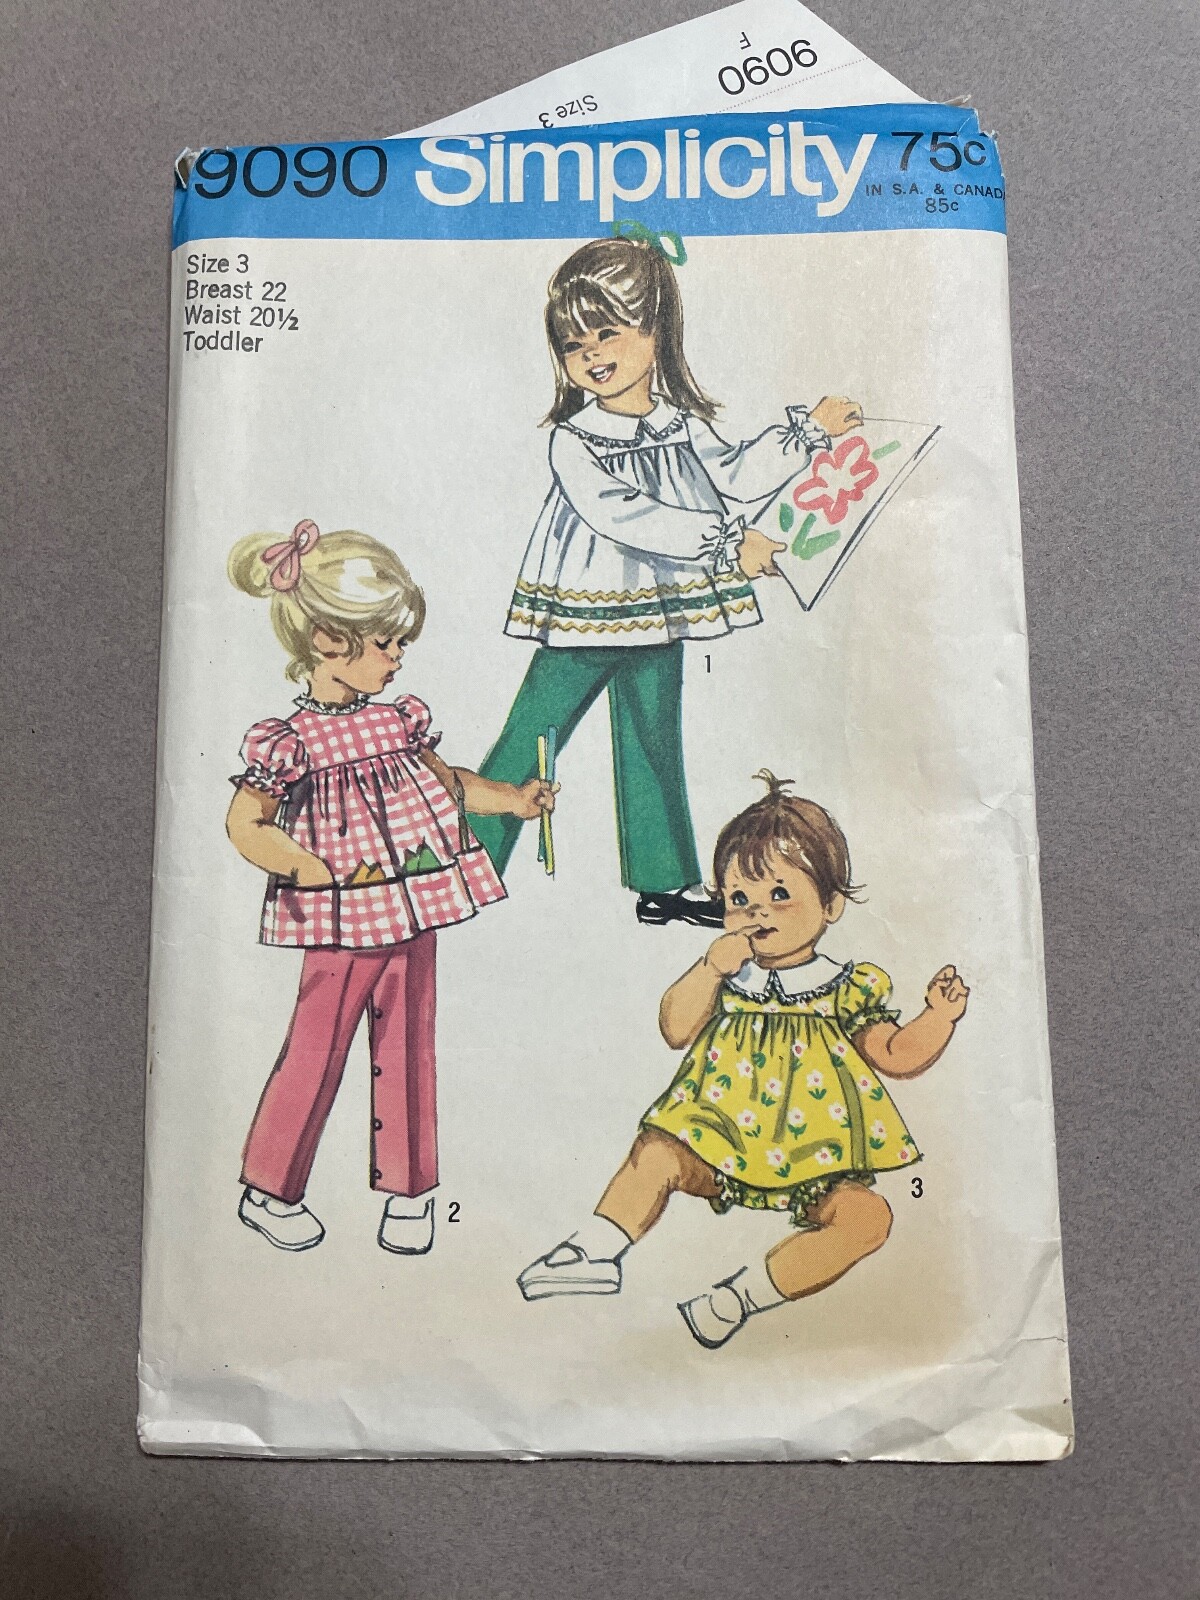 9090
F
Size 3
9090 Simplicity 75c
IN S.A. & CANADA
85c
Size 3
Breast 22
Waist 20½
Toddler
1
2
3